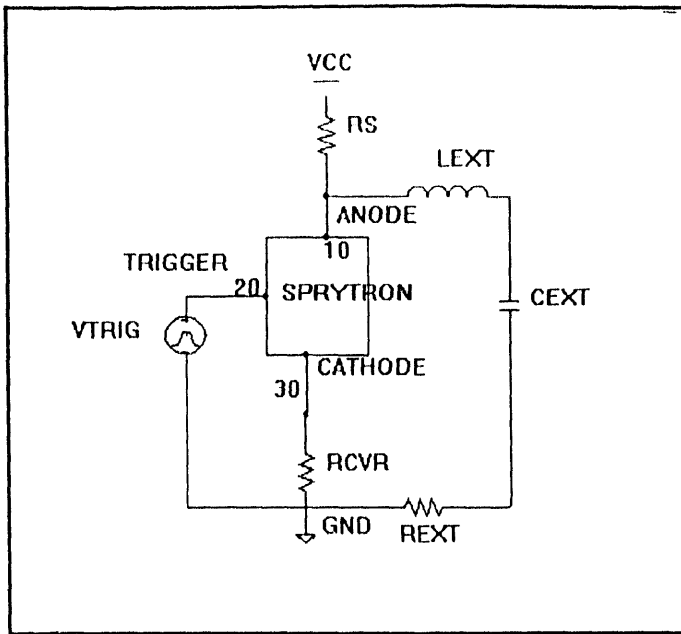 VCC
RS
LEXT
ANODE
10
TRIGGER
20
SPRYTRON
CEXT
VTRIG
CATHODE
30
RCVR
GND
REXT